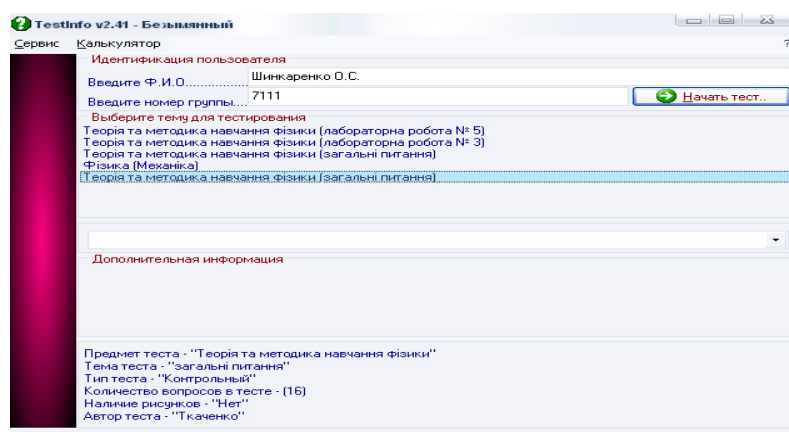 TestInfo v2.41 - Безымянный
Сервис Калькулятор ?
Идентификация пользователя
Введите Ф.И.О............... Шинкаренко О.С.
Введите номер группы.... 7111 Начать тест..
Выберите тему для тестирования
Теорія та методика навчання фізики (лабораторна робота № 5)
Теорія та методика навчання фізики (лабораторна робота № 3)
Теорія та методика навчання фізики (загальні питання)
Фізика (Механіка)
Теорія та методика навчання фізики (загальні питання)
Дополнительная информация
Предмет теста - "Теорія та методика навчання фізики"
Тема теста - "загальні питання"
Тип теста - "Контрольный"
Количество вопросов в тесте - (16)
Наличие рисунков - "Нет"
Автор теста - "Ткаченко"